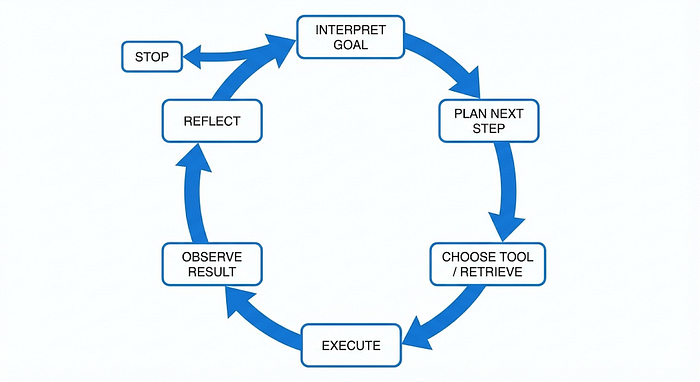 INTERPRET
GOAL
STOP
REFLECT
PLAN NEXT
STEP
OBSERVE
RESULT
CHOOSE TOOL
/ RETRIEVE
EXECUTE